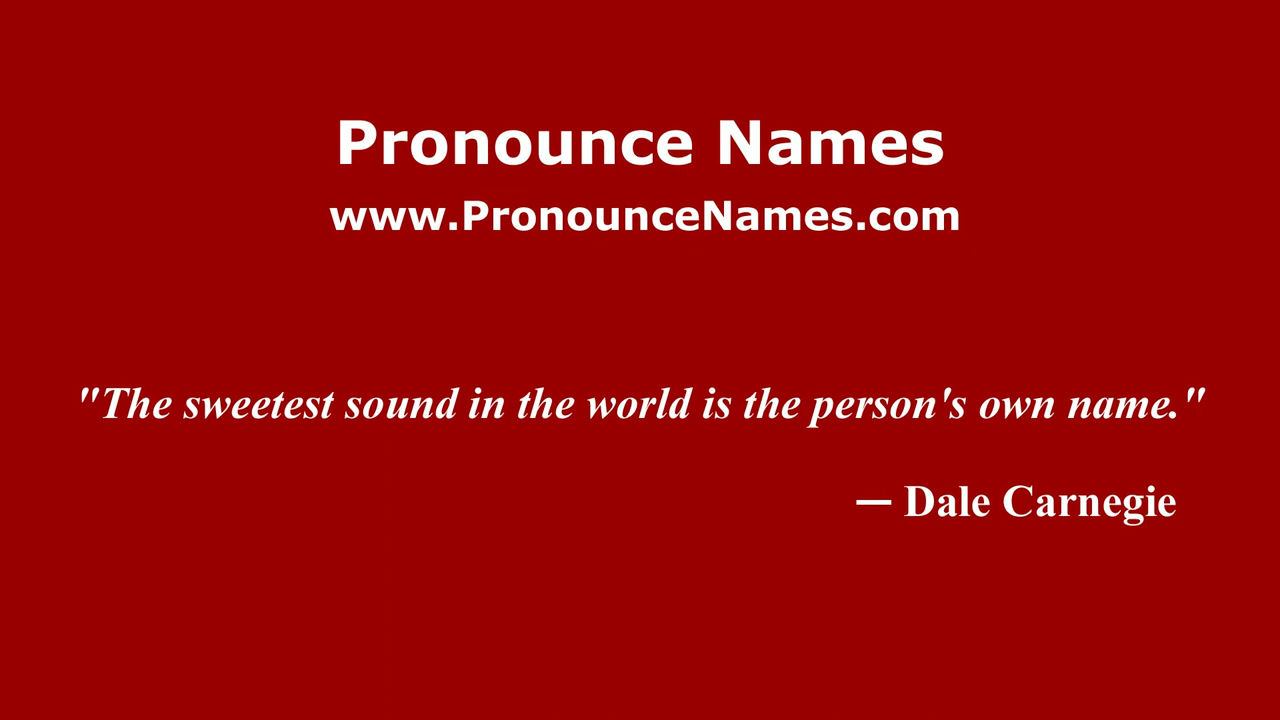 Pronounce Names
www.PronounceNames.com
"The sweetest sound in the world is the person's own name."
— Dale Carnegie